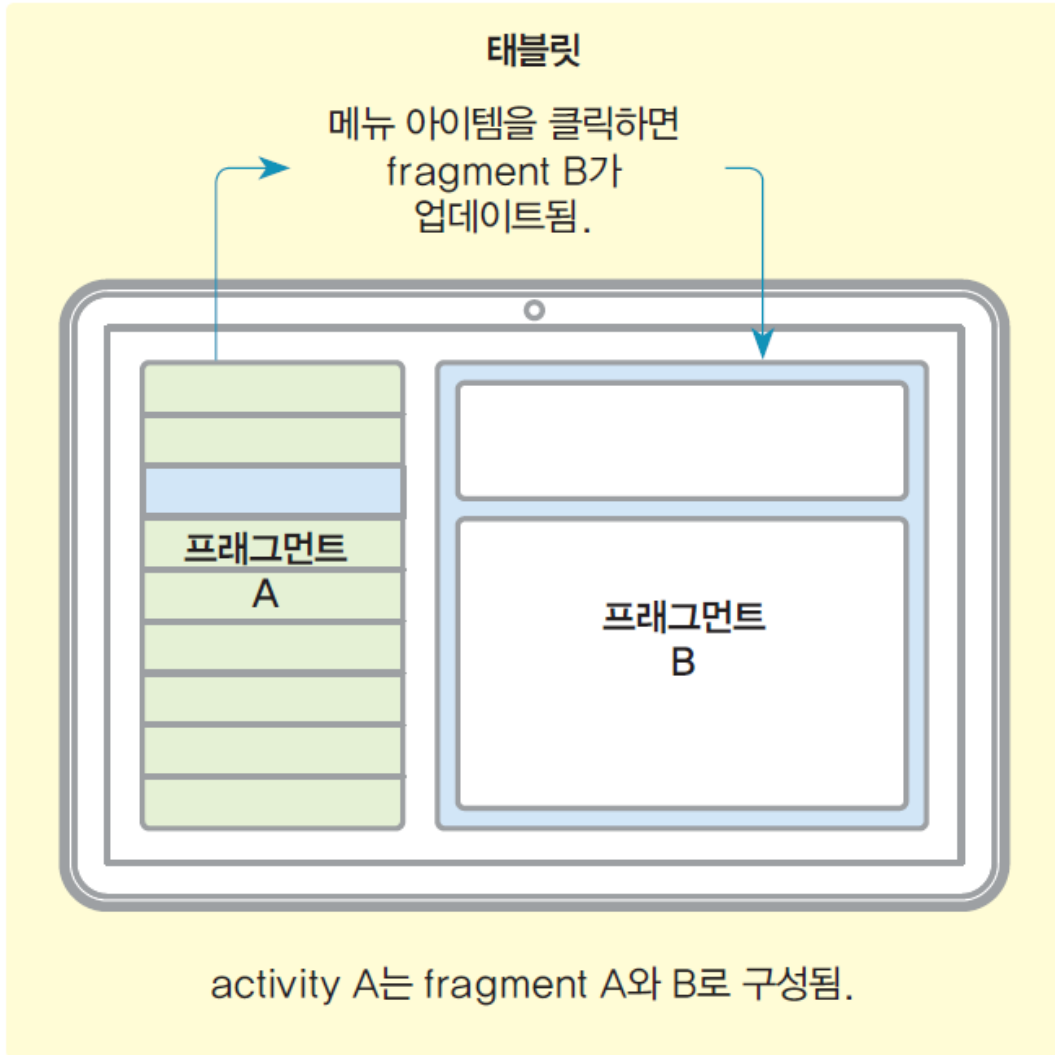 태블릿
메뉴 아이템을 클릭하면
fragment B가
업데이트됨.
프래그먼트
A
프래그먼트
B
activity A는 fragment A와 B로 구성됨.